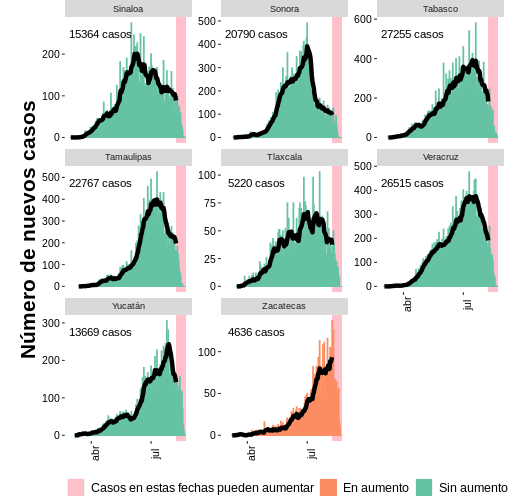 Número de nuevos casos
Sinaloa
15364 casos
200
100
0
Sonora
20790 casos
500
400
300
200
100
0
Tabasco
27255 casos
600
400
200
0
Tamaulipas
22767 casos
500
400
300
200
100
0
Tlaxcala
5220 casos
100
75
50
25
0
Veracruz
26515 casos
500
400
300
200
100
0
abr
jul
Yucatán
13669 casos
300
200
100
0
abr
jul
Zacatecas
4636 casos
100
50
0
abr
jul
Casos en estas fechas pueden aumentar
En aumento
Sin aumento